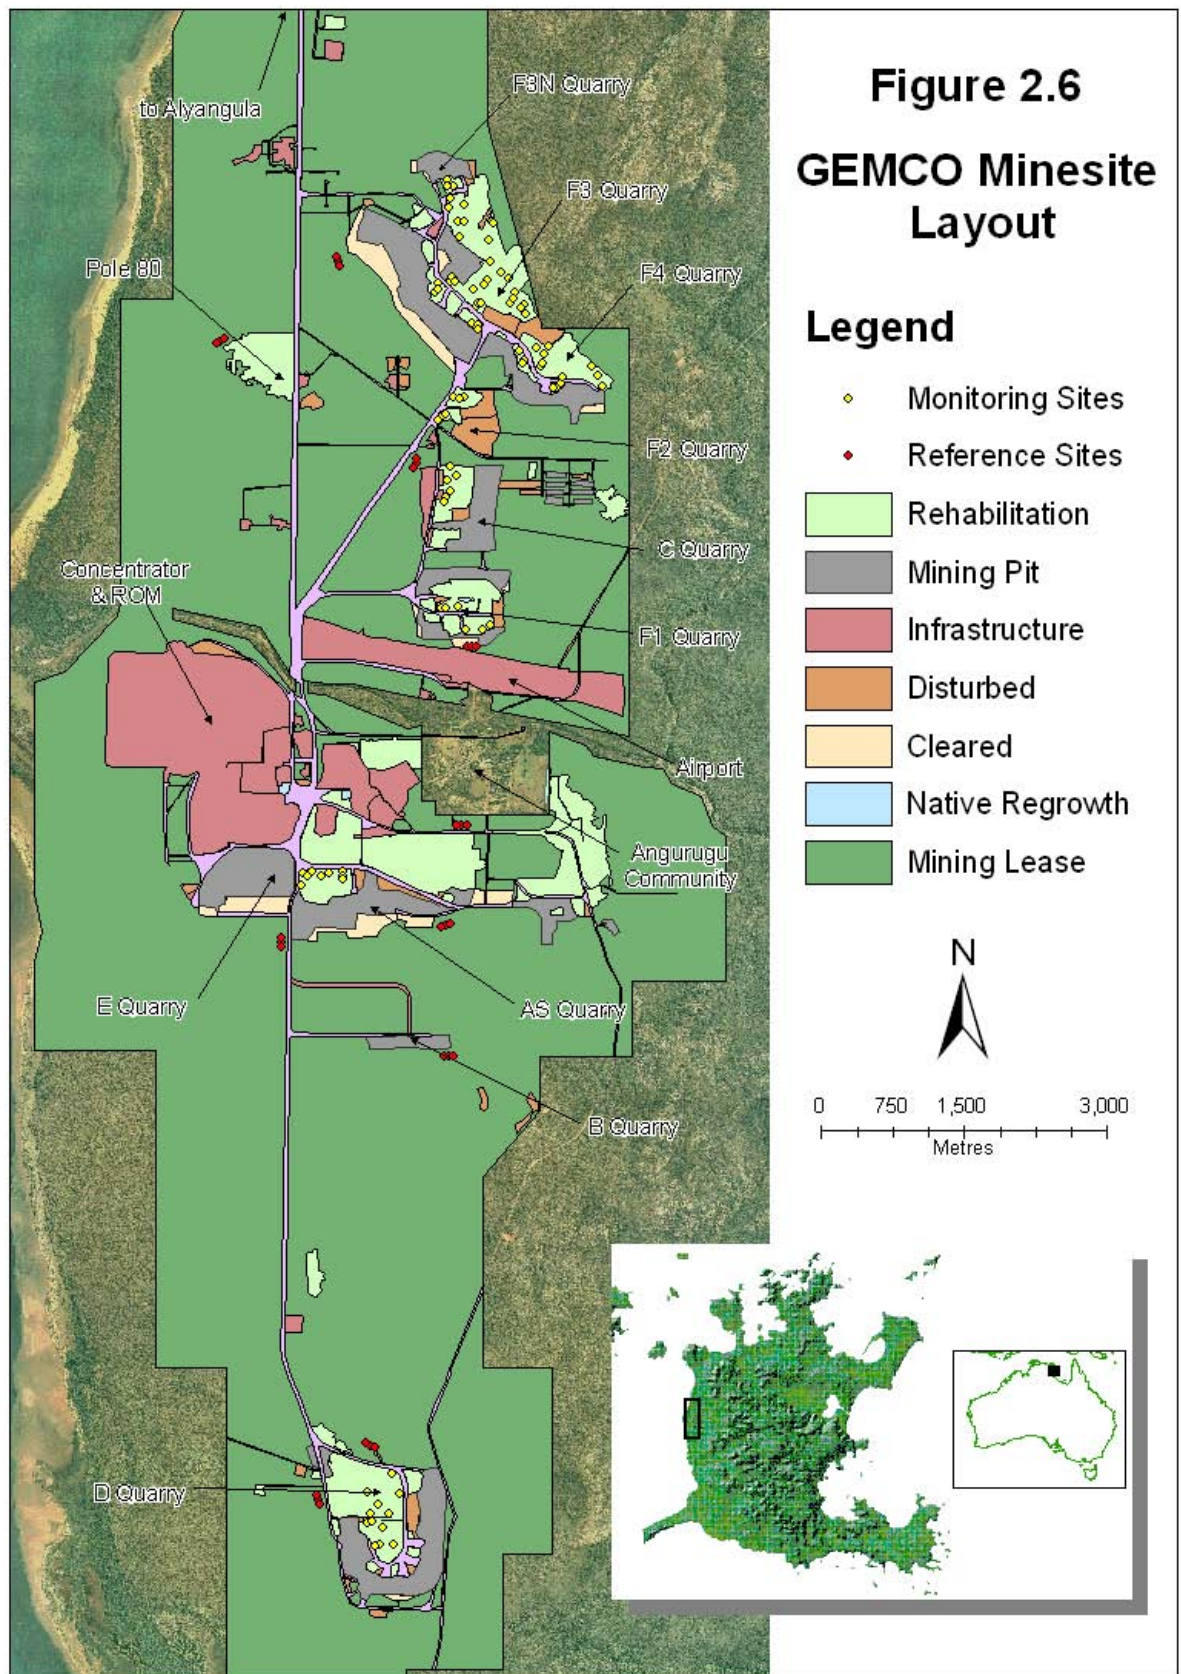 Figure 2.6
GEMCO Minesite
Layout
Legend
Monitoring Sites
Reference Sites
Rehabilitation
Mining Pit
Infrastructure
Disturbed
Cleared
Native Regrowth
Mining Lease
N
0 750 1,500 3,000
Metres
to Alyangula
F3N Quarry
F3 Quarry
Pole 80
F4 Quarry
F2 Quarry
C Quarry
Concentrator
& ROM
F1 Quarry
Airport
Angurugu
Community
E Quarry
AS Quarry
B Quarry
D Quarry